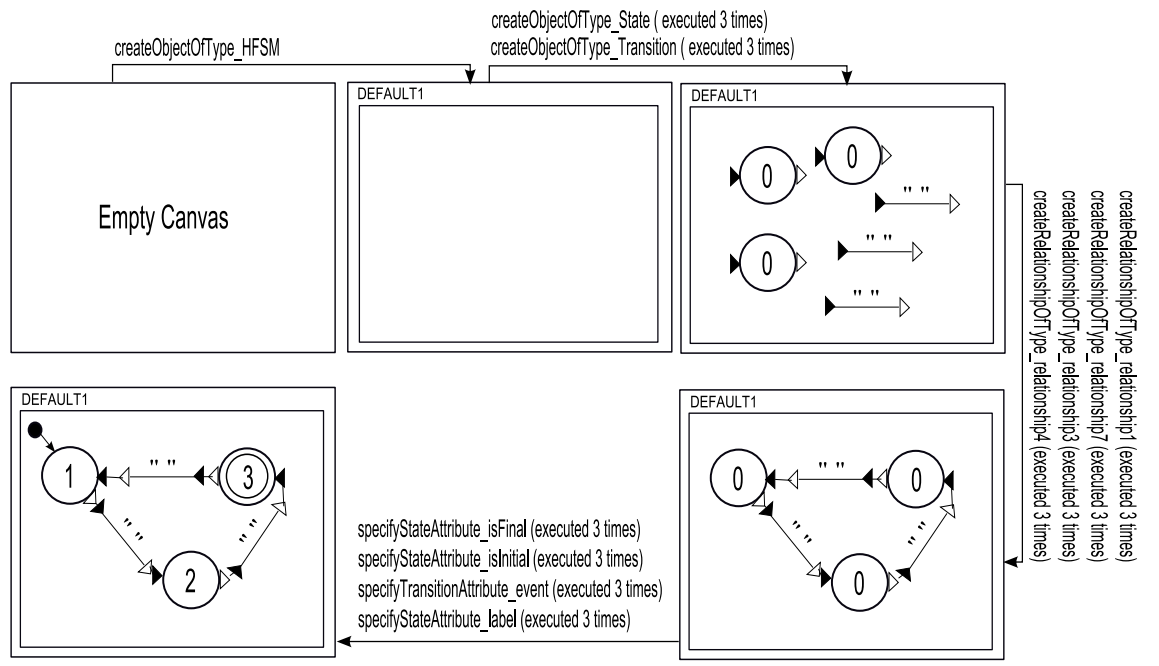 createObjectOfType_HFSM
createObjectOfType_State ( executed 3 times)
createObjectOfType_Transition ( executed 3 times)
Empty Canvas
DEFAULT1
DEFAULT1
0
0
" "
0
" "
" "
createRelationshipOfType_relationship1 (executed 3 times)
createRelationshipOfType_relationship7 (executed 3 times)
createRelationshipOfType_relationship3 (executed 3 times)
createRelationshipOfType_relationship4 (executed 3 times)
DEFAULT1
1
" "
3
" "
" "
2
specifyStateAttribute_isFinal (executed 3 times)
specifyStateAttribute_isInitial (executed 3 times)
specifyTransitionAttribute_event (executed 3 times)
specifyStateAttribute_label (executed 3 times)
DEFAULT1
0
" "
0
" "
" "
0